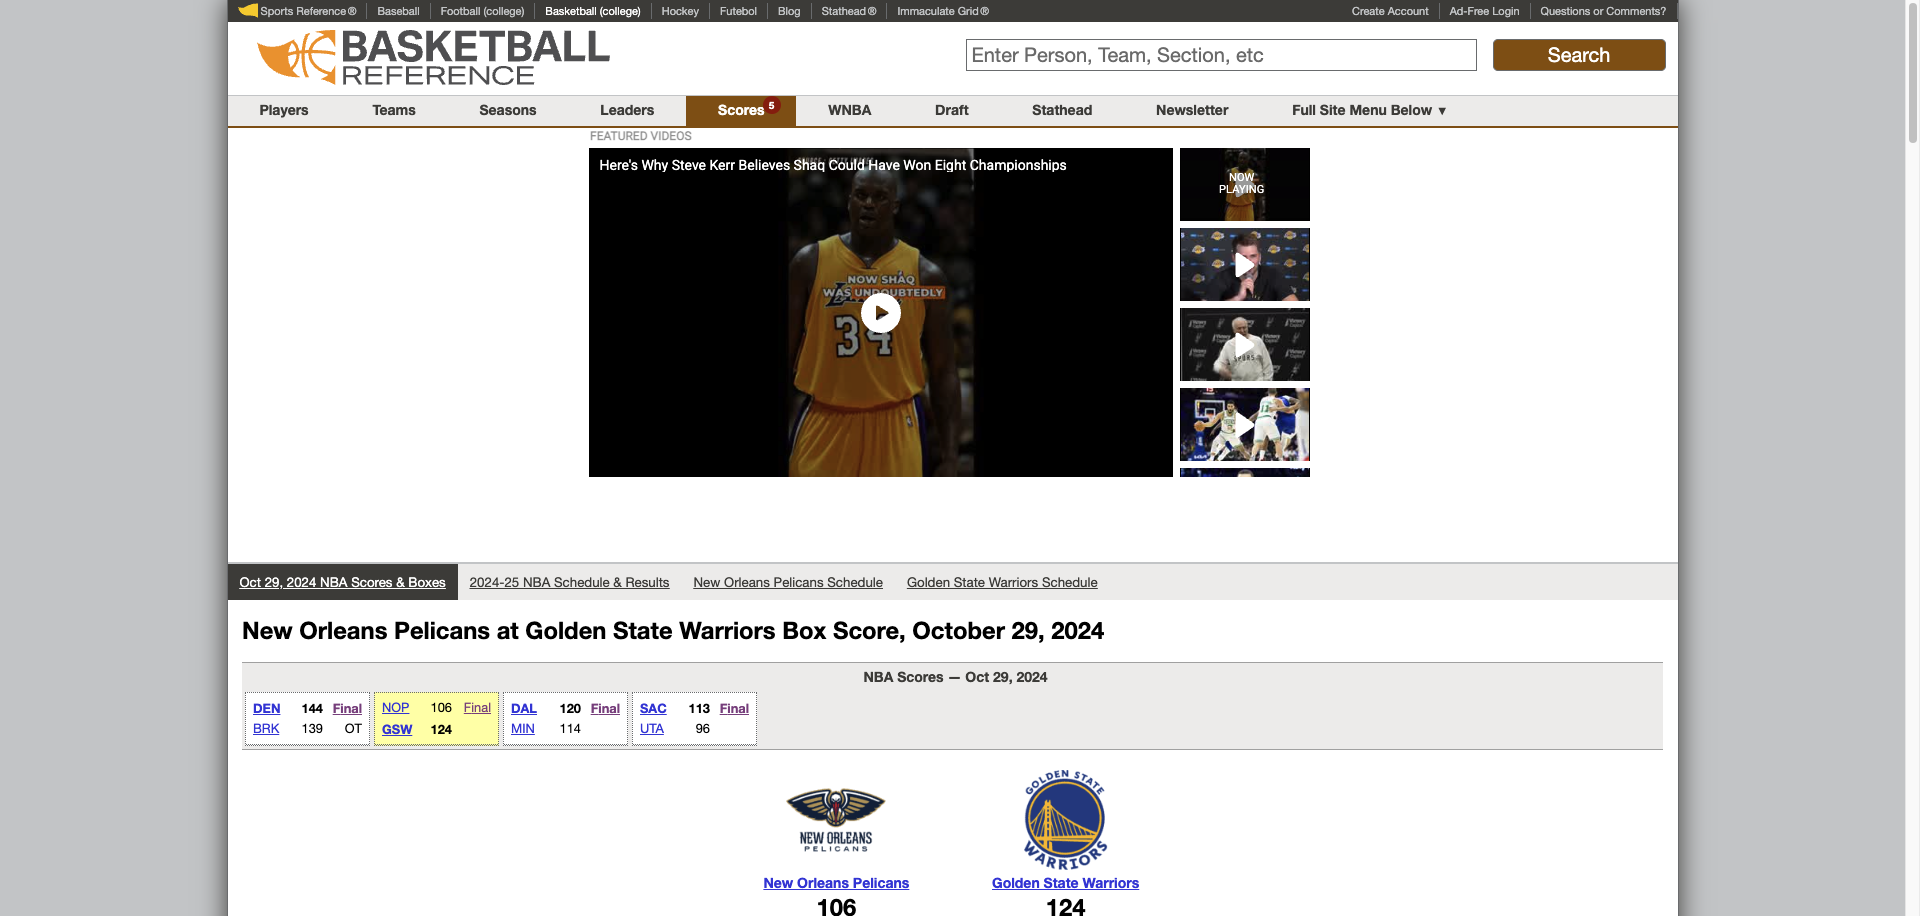 Sports Reference ® Baseball Football (college) Basketball (college) Hockey Futebol Blog Stathead ® Immaculate Grid ® Create Account Ad-Free Login Questions or Comments?
BASKETBALL
REFERENCE
Enter Person, Team, Section, etc Search
Players Teams Seasons Leaders Scores 5 WNBA Draft Stathead Newsletter Full Site Menu Below ▼
FEATURED VIDEOS
Here's Why Steve Kerr Believes Shaq Could Have Won Eight Championships
NOW PLAYING
NOW SHAQ
WAS UNDOUBTEDLY
34
Oct 29, 2024 NBA Scores & Boxes 2024-25 NBA Schedule & Results New Orleans Pelicans Schedule Golden State Warriors Schedule
New Orleans Pelicans at Golden State Warriors Box Score, October 29, 2024
NBA Scores — Oct 29, 2024
DEN 144 Final NOP 106 Final DAL 120 Final SAC 113 Final
BRK 139 OT GSW 124 MIN 114 UTA 96
NEW ORLEANS
PELICANS
GOLDEN STATE
WARRIORS
New Orleans Pelicans Golden State Warriors
106 124